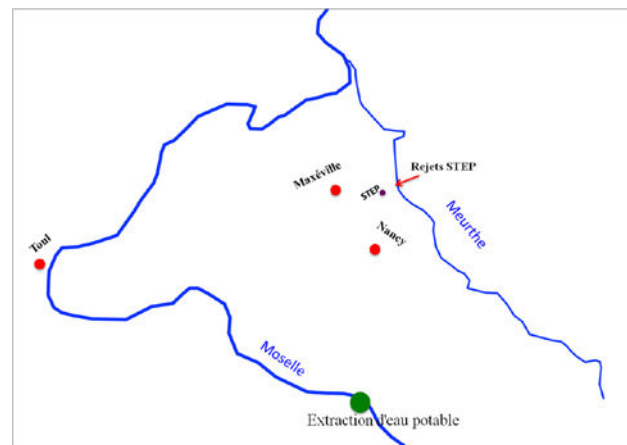 Rejets STEP
Maxéville
STEP
Meurthe
Nancy
Toul
Moselle
Extraction d'eau potable